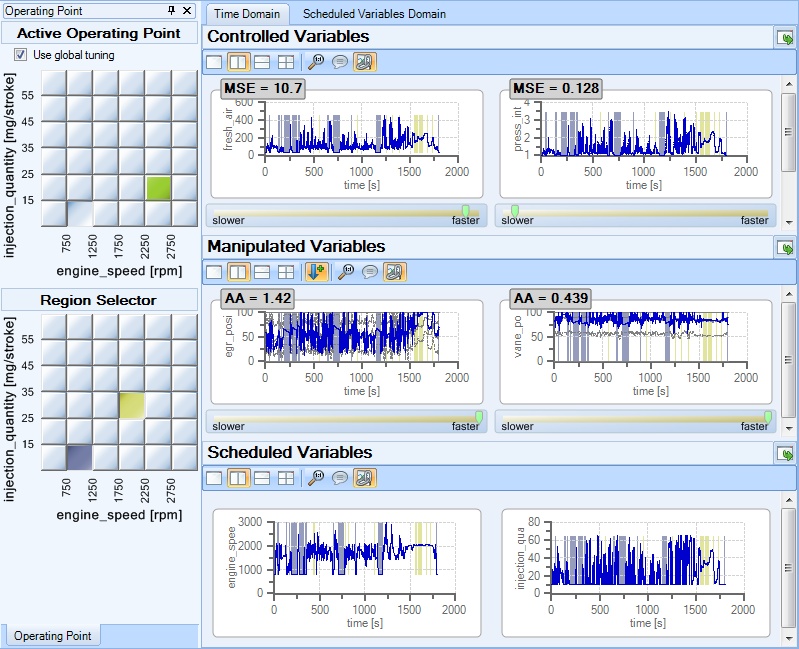 Operating Point
Active Operating Point
Use global tuning
injection_quantity [mg/stroke]
55
45
35
25
15
750 1250 1750 2250 2750
engine_speed [rpm]
Region Selector
injection_quantity [mg/stroke]
55
45
35
25
15
750 1250 1750 2250 2750
engine_speed [rpm]
Operating Point
Time Domain Scheduled Variables Domain
Controlled Variables
MSE = 10.7
fresh_air
600
400
200
0
0 500 1000 1500 2000
time [s]
slower faster
MSE = 0.128
press_int
4
3
2
1
0 500 1000 1500 2000
time [s]
slower faster
Manipulated Variables
AA = 1.42
egr_posi
100
50
0
0 500 1000 1500 2000
time [s]
slower faster
AA = 0.439
vane_po
100
50
0
0 500 1000 1500 2000
time [s]
slower faster
Scheduled Variables
engine_spee
3000
2000
1000
0
0 500 1000 1500 2000
time [s]
injection_qua
80
60
40
20
0
0 500 1000 1500 2000
time [s]